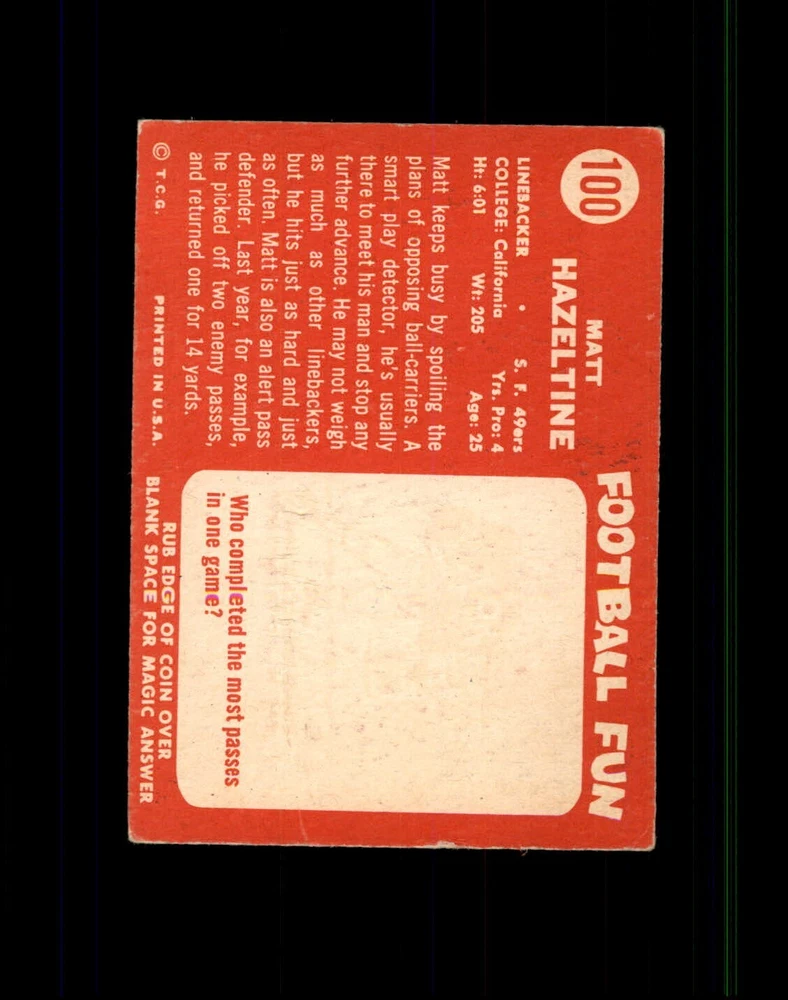 100
MATT
HAZELTINE
LINEBACKER • S. F. 49ers
COLLEGE: California Yrs. Pro: 4
Ht: 6:01 Wt: 205 Age: 25
Matt keeps busy by spoiling the
plans of opposing ball-carriers. A
smart play detector, he's usually
there to meet his man and stop any
further advance. He may not weigh
as much as other linebackers,
but he hits just as hard and just
as often. Matt is also an alert pass
defender. Last year, for example,
he picked off two enemy passes,
and returned one for 14 yards.
© T.C.G. PRINTED IN U.S.A.
FOOTBALL FUN
Who completed the most passes
in one game?
RUB EDGE OF COIN OVER
BLANK SPACE FOR MAGIC ANSWER